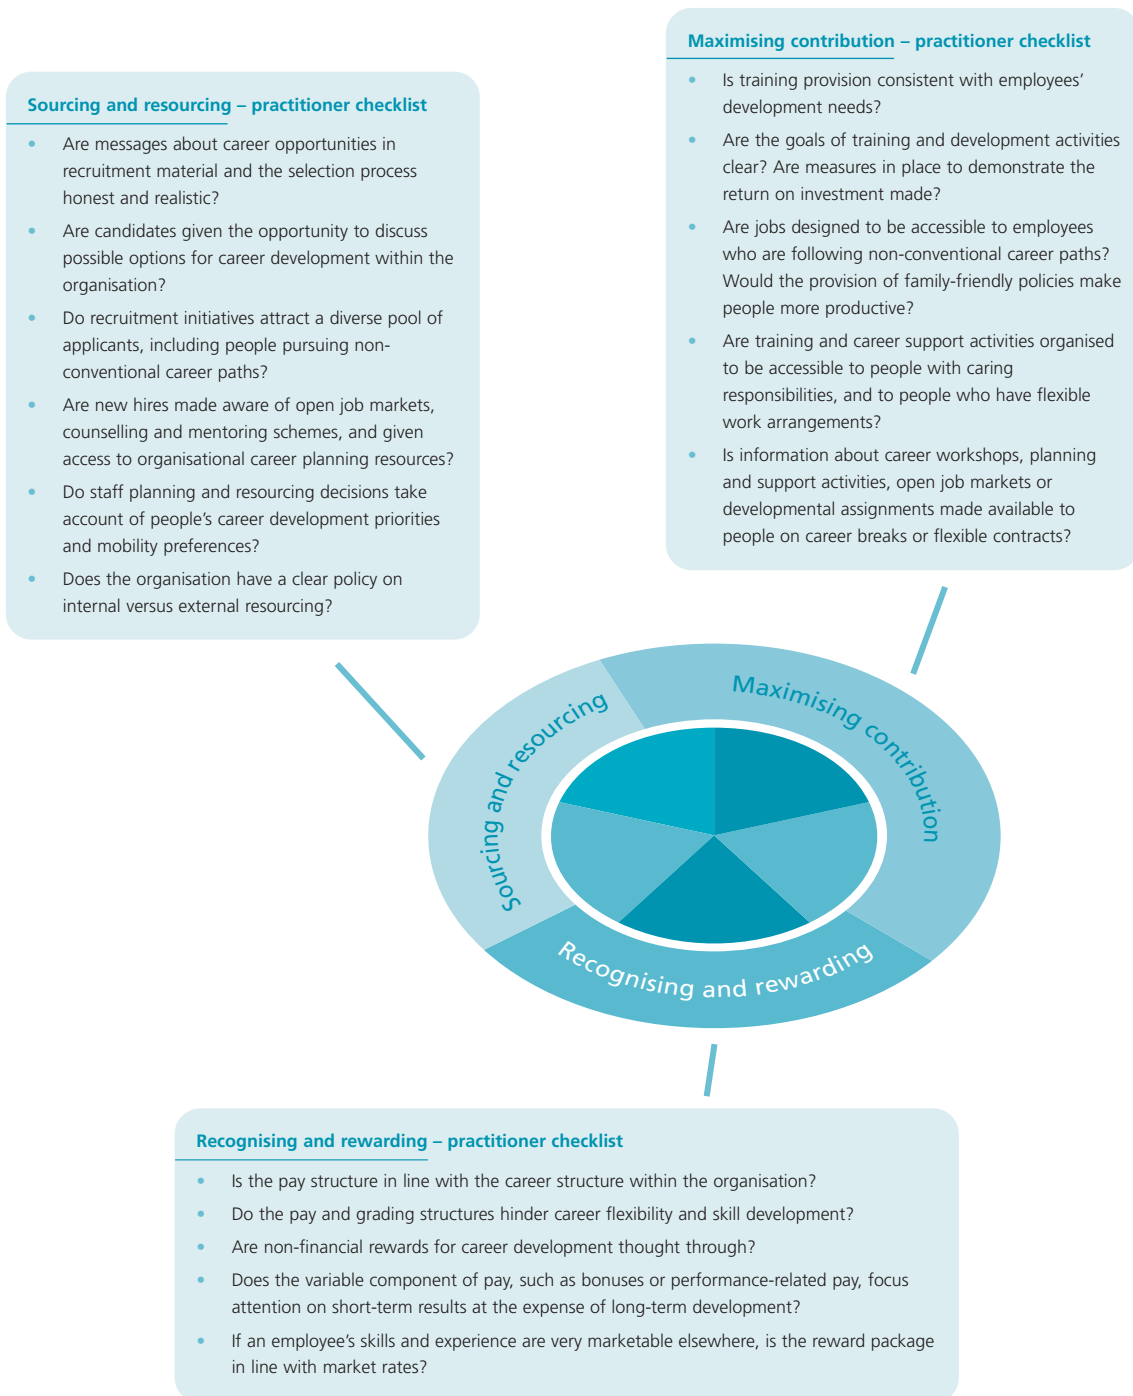 Maximising contribution – practitioner checklist
• Is training provision consistent with employees’
development needs?
• Are the goals of training and development activities
clear? Are measures in place to demonstrate the
return on investment made?
• Are jobs designed to be accessible to employees
who are following non-conventional career paths?
Would the provision of family-friendly policies make
people more productive?
• Are training and career support activities organised
to be accessible to people with caring
responsibilities, and to people who have flexible
work arrangements?
• Is information about career workshops, planning
and support activities, open job markets or
developmental assignments made available to
people on career breaks or flexible contracts?
Sourcing and resourcing – practitioner checklist
• Are messages about career opportunities in
recruitment material and the selection process
honest and realistic?
• Are candidates given the opportunity to discuss
possible options for career development within the
organisation?
• Do recruitment initiatives attract a diverse pool of
applicants, including people pursuing non-
conventional career paths?
• Are new hires made aware of open job markets,
counselling and mentoring schemes, and given
access to organisational career planning resources?
• Do staff planning and resourcing decisions take
account of people’s career development priorities
and mobility preferences?
• Does the organisation have a clear policy on
internal versus external resourcing?
Sourcing and resourcing
Maximising contribution
Recognising and rewarding
Recognising and rewarding – practitioner checklist
• Is the pay structure in line with the career structure within the organisation?
• Do the pay and grading structures hinder career flexibility and skill development?
• Are non-financial rewards for career development thought through?
• Does the variable component of pay, such as bonuses or performance-related pay, focus
attention on short-term results at the expense of long-term development?
• If an employee’s skills and experience are very marketable elsewhere, is the reward package
in line with market rates?